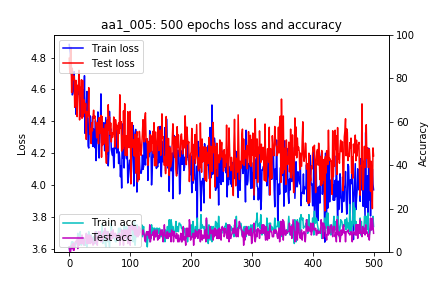 aa1_005: 500 epochs loss and accuracy
Train loss
Test loss
Train acc
Test acc
Loss
4.8
4.6
4.4
4.2
4.0
3.8
3.6
Accuracy
100
80
60
40
20
0
0 100 200 300 400 500